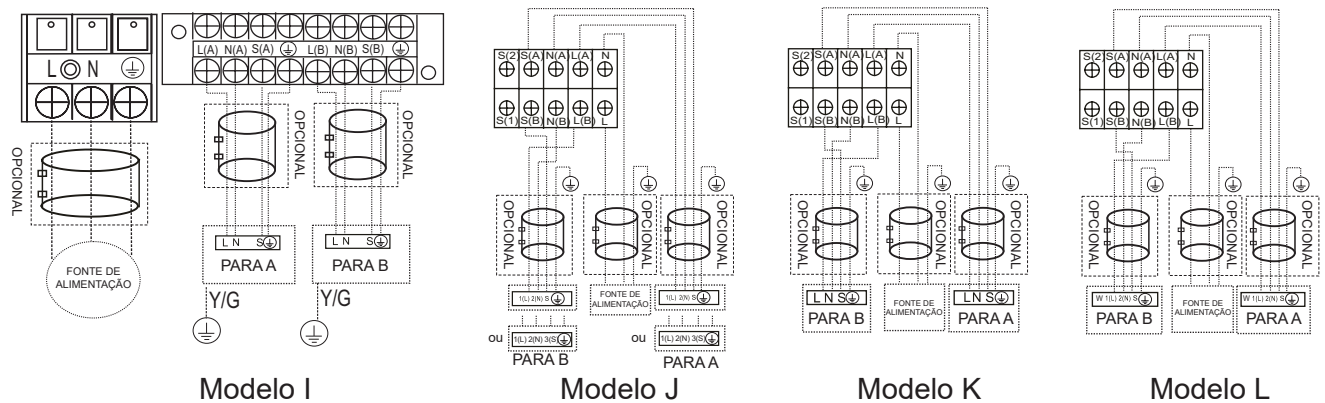 L N
OPCIONAL
FONTE DE
ALIMENTAÇÃO
L(A) N(A) S(A) L(B) N(B) S(B)
OPCIONAL
OPCIONAL
L N S
PARA A
Y/G
L N S
PARA B
Y/G
Modelo I
S(2) S(A) N(A) L(A) N
S(1) S(B) N(B) L(B) L
OPCIONAL
OPCIONAL
OPCIONAL
1(L) 2(N) S
FONTE DE
ALIMENTAÇÃO
1(L) 2(N) S
ou
1(L) 2(N) 3(S)
PARA B
ou
1(L) 2(N) 3(S)
PARA A
Modelo J
S(2) S(A) N(A) L(A) N
S(1) S(B) N(B) L(B) L
OPCIONAL
OPCIONAL
OPCIONAL
L N S
PARA B
FONTE DE
ALIMENTAÇÃO
L N S
PARA A
Modelo K
S(2) S(A) N(A) L(A) N
S(1) S(B) N(B) L(B) L
OPCIONAL
OPCIONAL
OPCIONAL
W 1(L) 2(N) S
PARA B
FONTE DE
ALIMENTAÇÃO
W 1(L) 2(N) S
PARA A
Modelo L